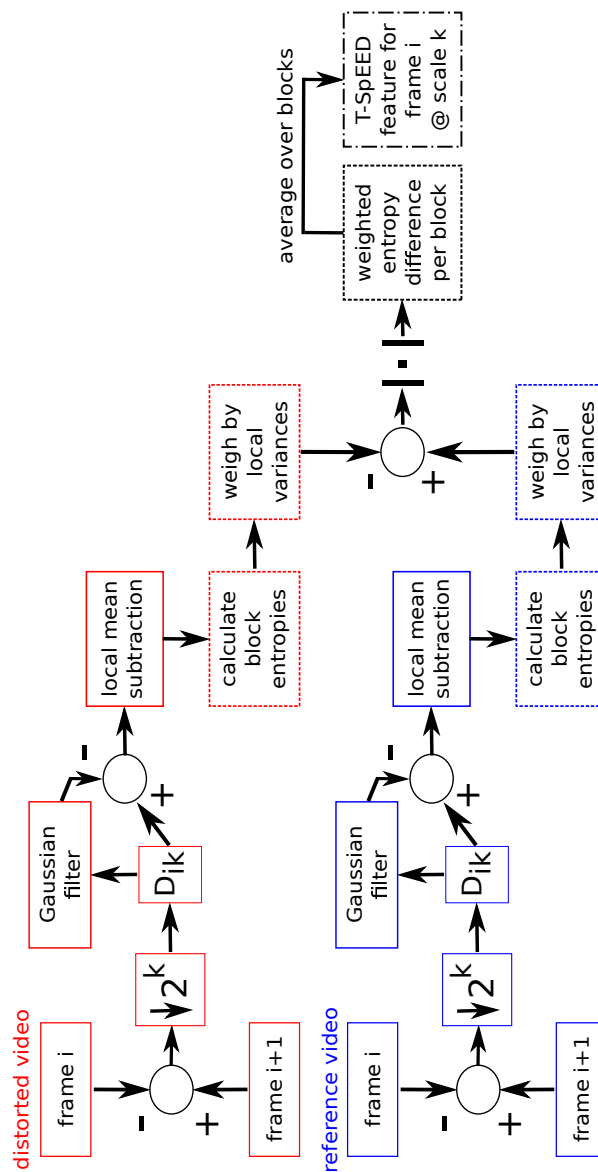 distorted video
frame i
-
+
frame i+1
↓2^k
D_ik
Gaussian
filter
-
+
local mean
subtraction
calculate
block
entropies
weigh by
local
variances
reference video
frame i
-
+
frame i+1
↓2^k
D_ik
Gaussian
filter
-
+
local mean
subtraction
calculate
block
entropies
weigh by
local
variances
-
+
|·|
weighted
entropy
difference
per block
average over blocks
T-SpEED
feature for
frame i
@ scale k